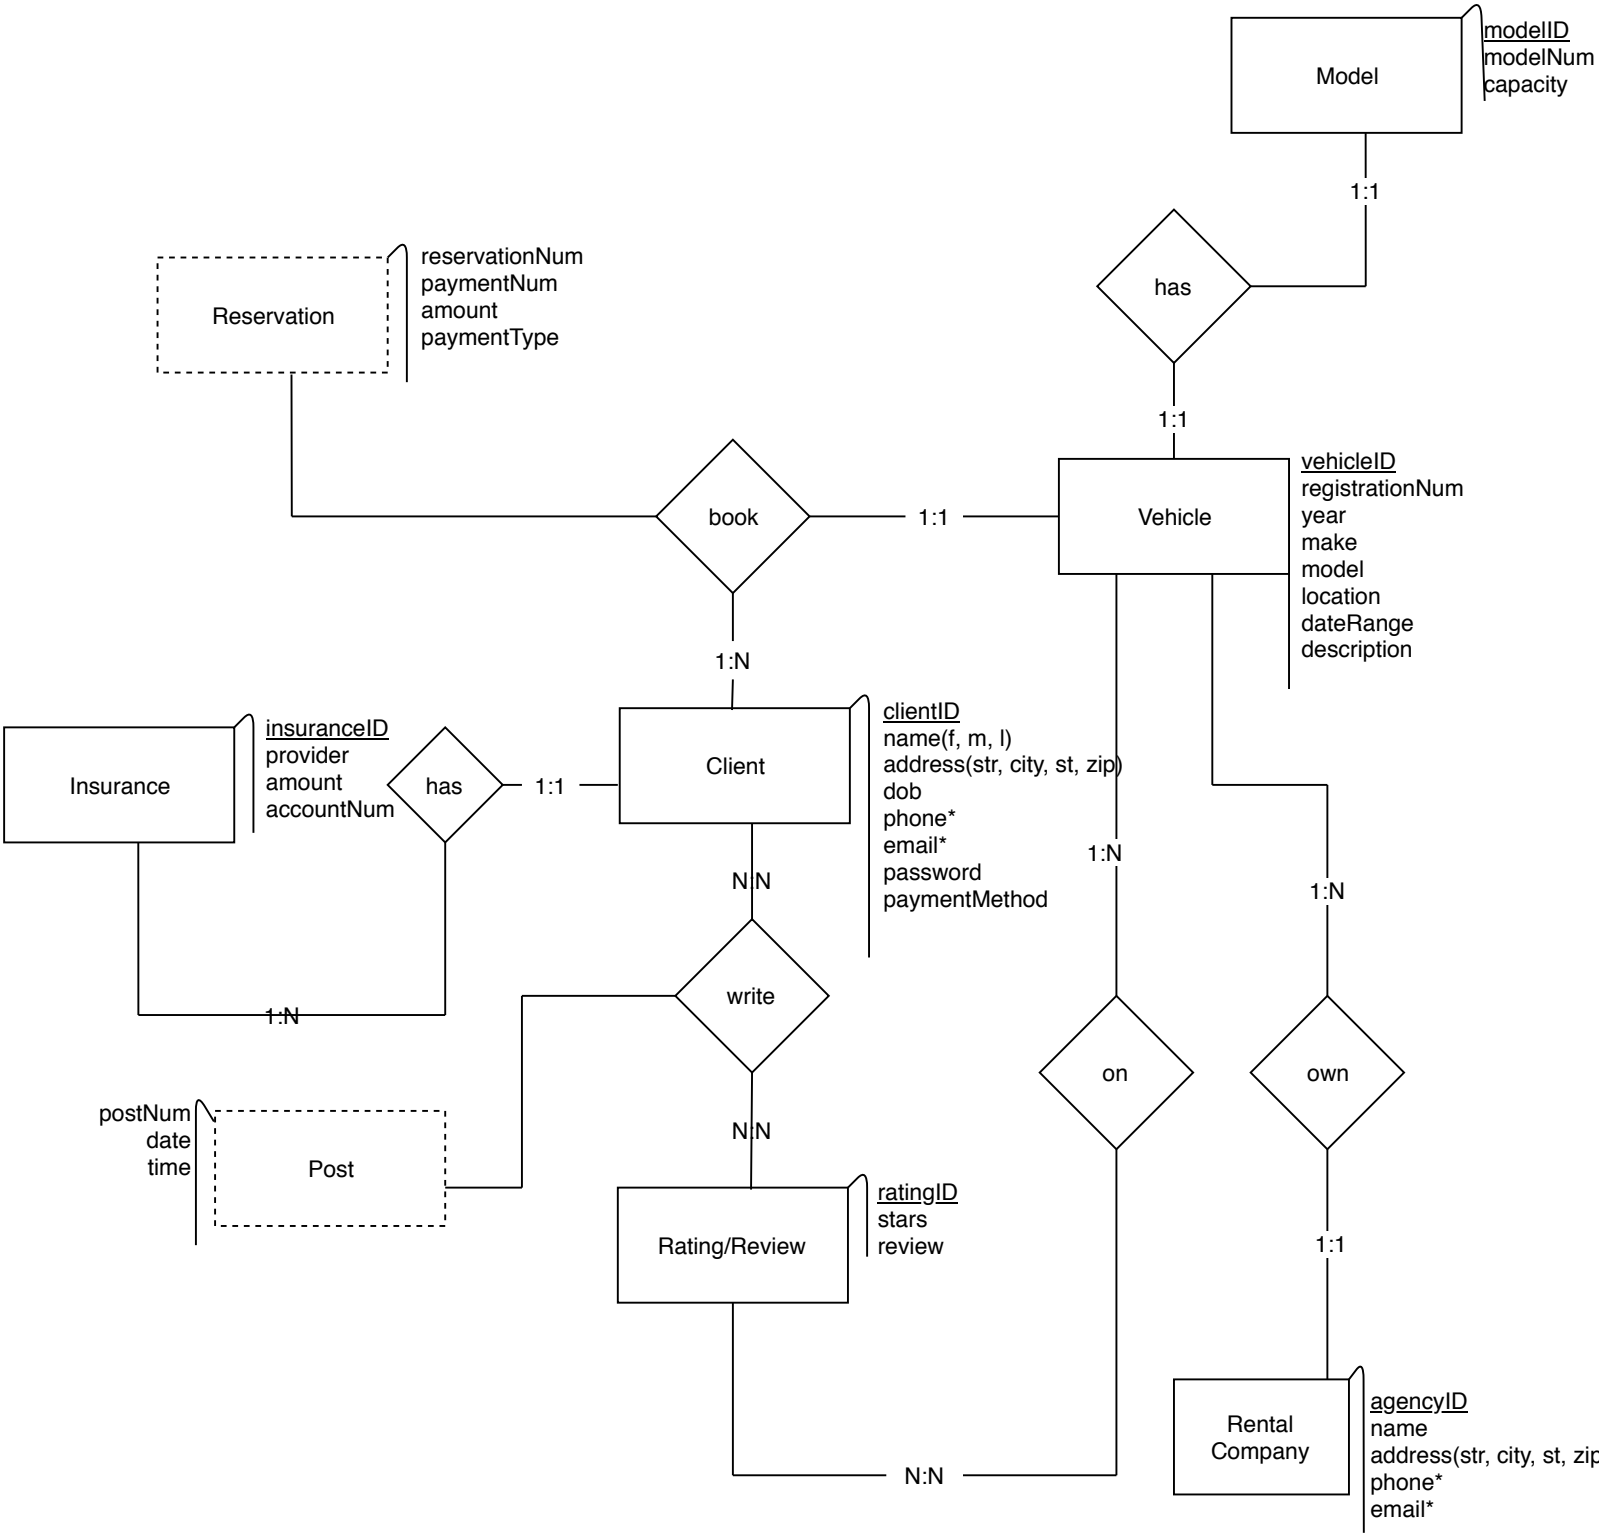 modelID
modelNum
capacity
Model
1:1
has
1:1
reservationNum
paymentNum
amount
paymentType
Reservation
book
1:1
Vehicle
vehicleID
registrationNum
year
make
model
location
dateRange
description
1:N
clientID
name(f, m, l)
address(str, city, st, zip)
dob
phone*
email*
password
paymentMethod
Client
insuranceID
provider
amount
accountNum
Insurance
has
1:1
1:N
N:N
1:N
1:N
write
on
own
postNum
date
time
Post
N:N
ratingID
stars
review
Rating/Review
1:1
N:N
Rental
Company
agencyID
name
address(str, city, st, zip
phone*
email*